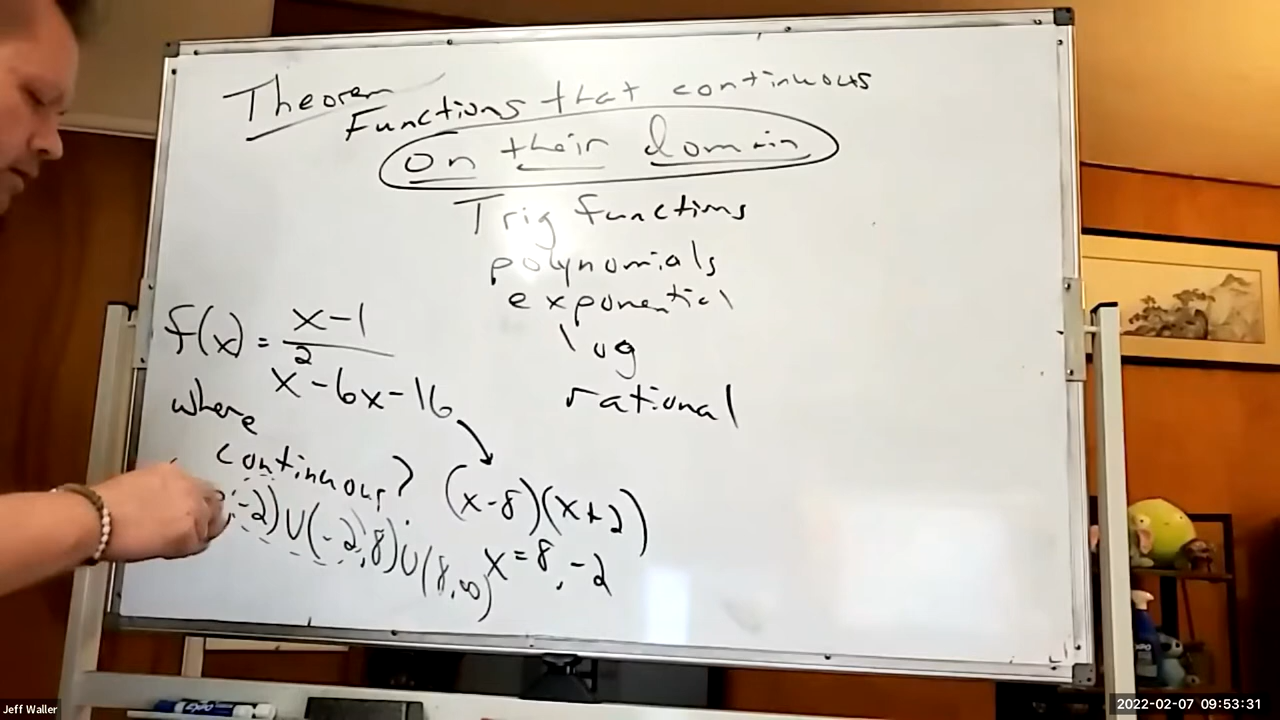 Theorem
Functions that continuous
on their domain
Trig functions
polynomials
exponential
log
rational
f(x) = x-1
x²-6x-16
where
continuous?
(x-8)(x+2)
,-2)∪(-2,8)∪(8,∞)
x=8,-2
EXPO
Jeff Waller
2022-02-07 09:53:31